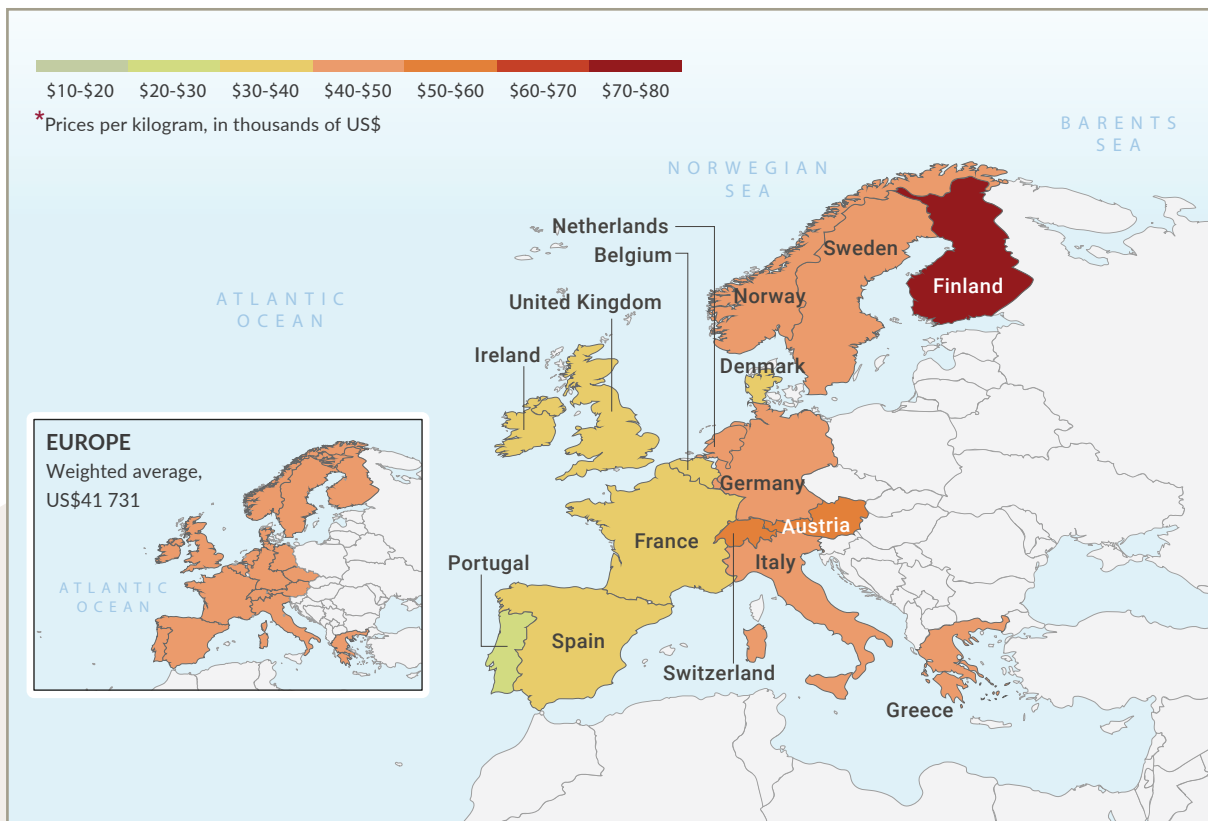 $10-$20 $20-$30 $30-$40 $40-$50 $50-$60 $60-$70 $70-$80
*Prices per kilogram, in thousands of US$
BARENTS
SEA
NORWEGIAN
SEA
ATLANTIC
OCEAN
Netherlands
Belgium
United Kingdom
Ireland
Sweden
Norway
Finland
Denmark
Germany
Austria
France
Italy
Portugal
Spain
Switzerland
Greece
EUROPE
Weighted average,
US$41 731
ATLANTIC
OCEAN